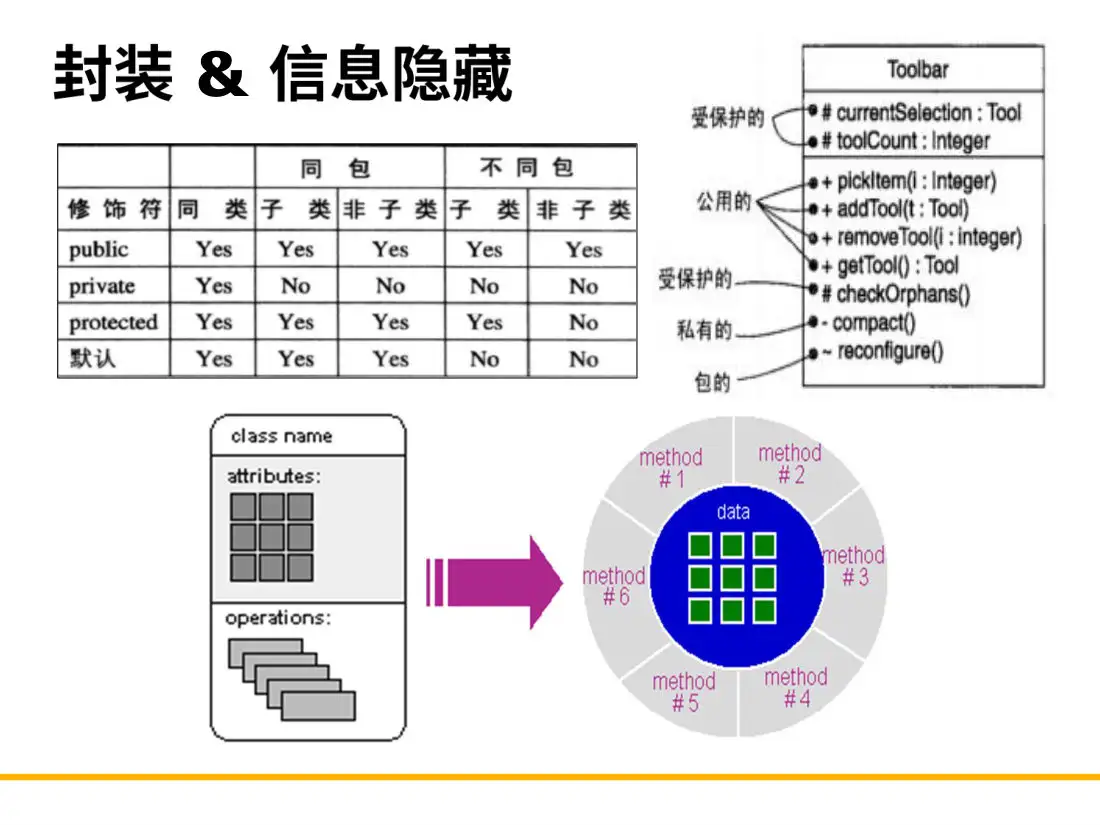 封装 & 信息隐藏
同 包 不 同 包
修 饰 符 同 类 子 类 非 子 类 子 类 非 子 类
public Yes Yes Yes Yes Yes
private Yes No No No No
protected Yes Yes Yes Yes No
默认 Yes Yes Yes No No
Toolbar
受保护的
# currentSelection : Tool
# toolCount : Integer
公用的
+ pickItem(i : Integer)
+ addTool(t : Tool)
+ removeTool(i : integer)
+ getTool() : Tool
受保护的
# checkOrphans()
私有的
- compact()
包的
~ reconfigure()
class name
attributes:
operations:
method
# 1
method
# 2
method
# 3
method
# 4
method
# 5
method
# 6
data